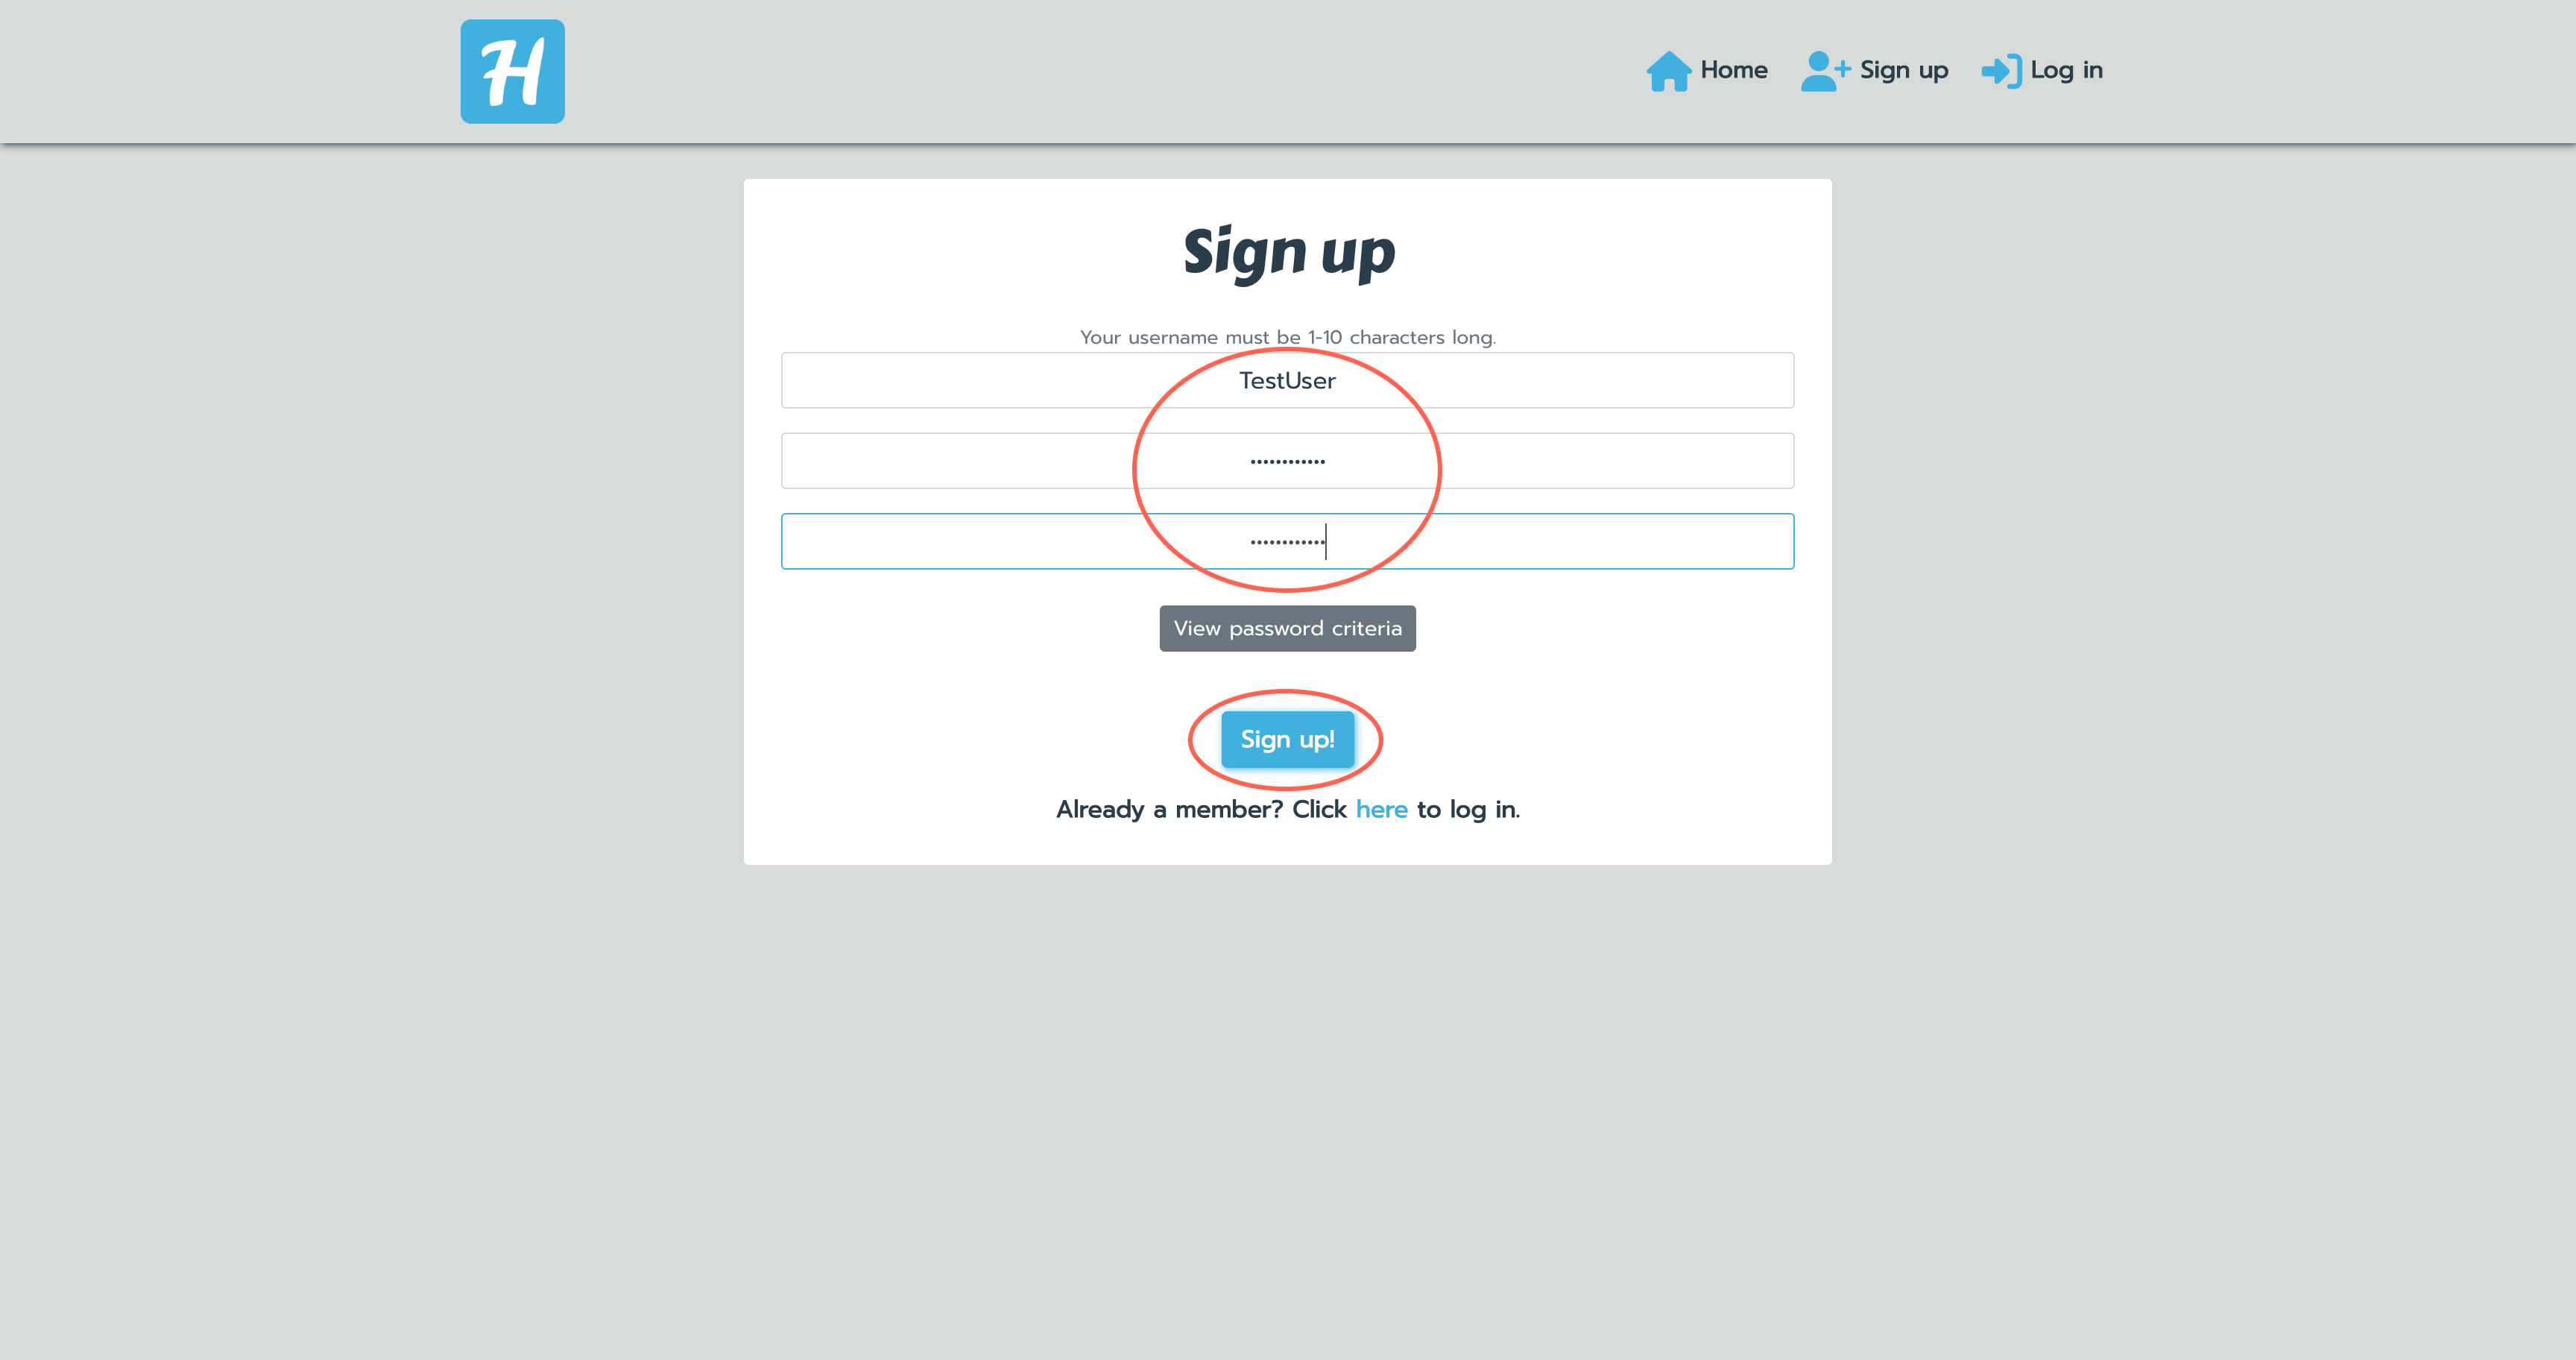 H
Home Sign up Log in
Sign up
Your username must be 1-10 characters long.
TestUser
••••••••••••
••••••••••••
View password criteria
Sign up!
Already a member? Click here to log in.